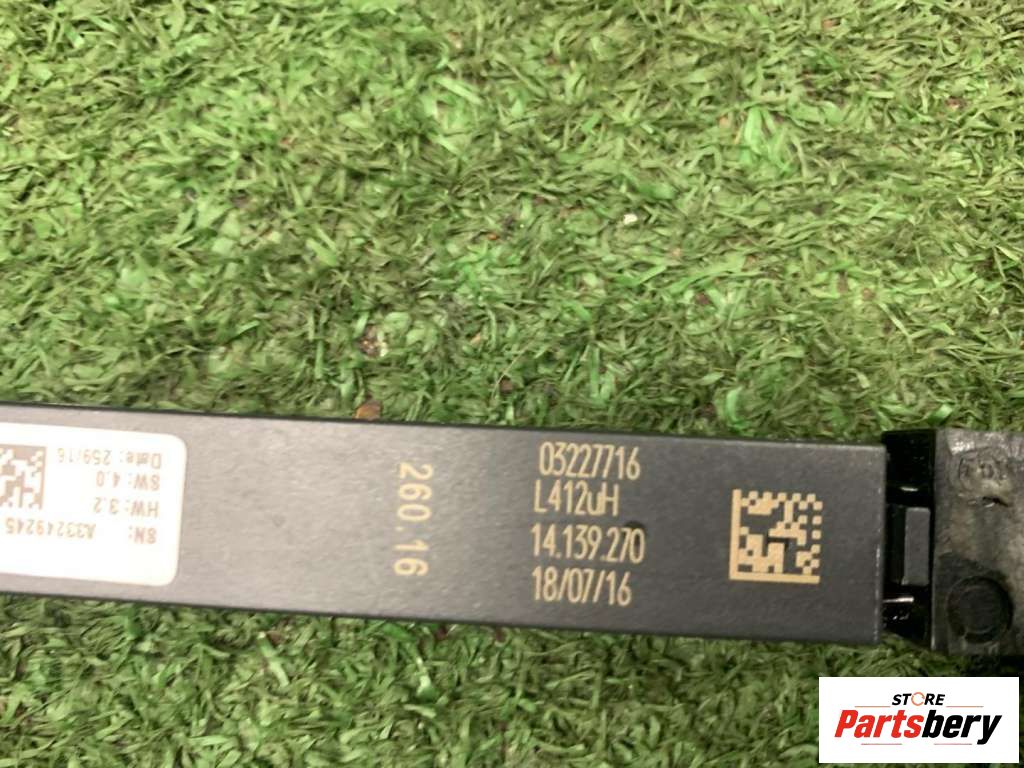 SN:
A33249245
HW: 3.2
SW: 4.0
Date: 259/16
260.16
03227716
L412uH
14.139.270
18/07/16
STORE
Partsbery